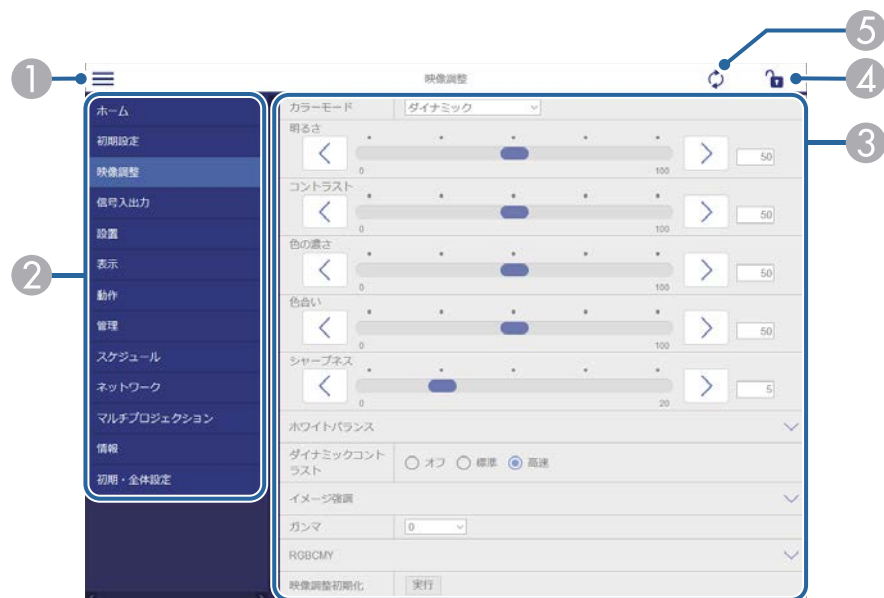 5
1
映像調整
4
ホーム
初期設定
映像調整
信号入出力
設置
表示
動作
管理
スケジュール
ネットワーク
マルチプロジェクション
情報
初期・全体設定
2
カラーモード ダイナミック
明るさ
0 100 50
コントラスト
0 100 50
色の濃さ
0 100 50
色合い
0 100 50
シャープネス
0 20 5
ホワイトバランス
ダイナミックコント
ラスト
オフ 標準 高速
イメージ強調
ガンマ 0
RGBCMY
映像調整初期化 実行
3